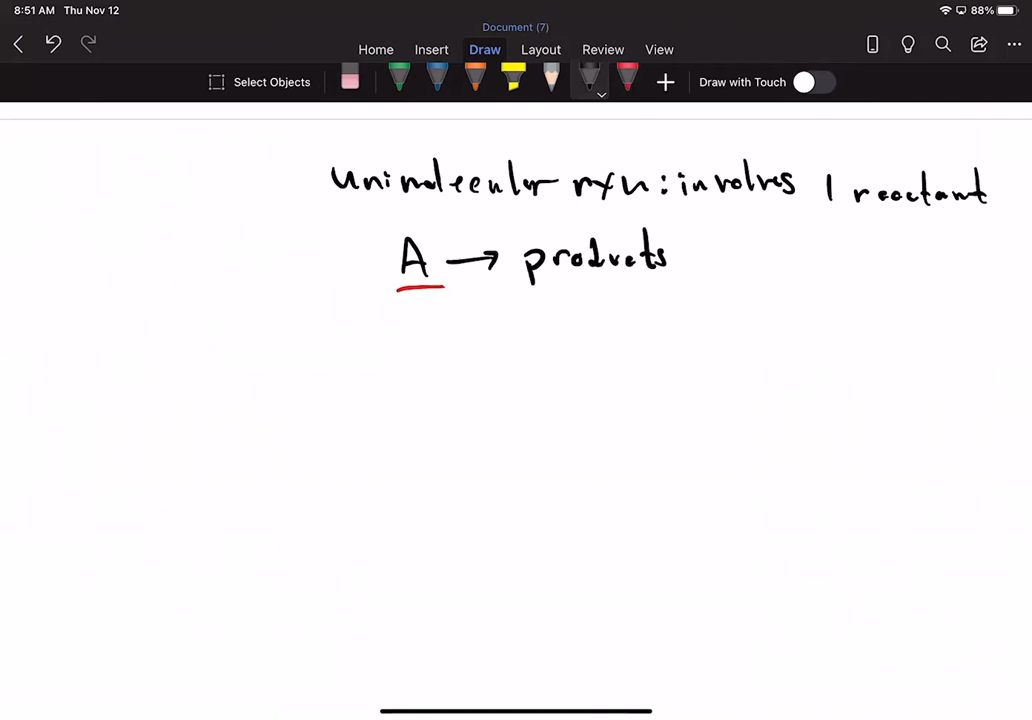 8:51 AM Thu Nov 12 88%
Document (7)
Home Insert Draw Layout Review View
Select Objects Draw with Touch
unimolecular rxn: involves 1 reactant
A → products